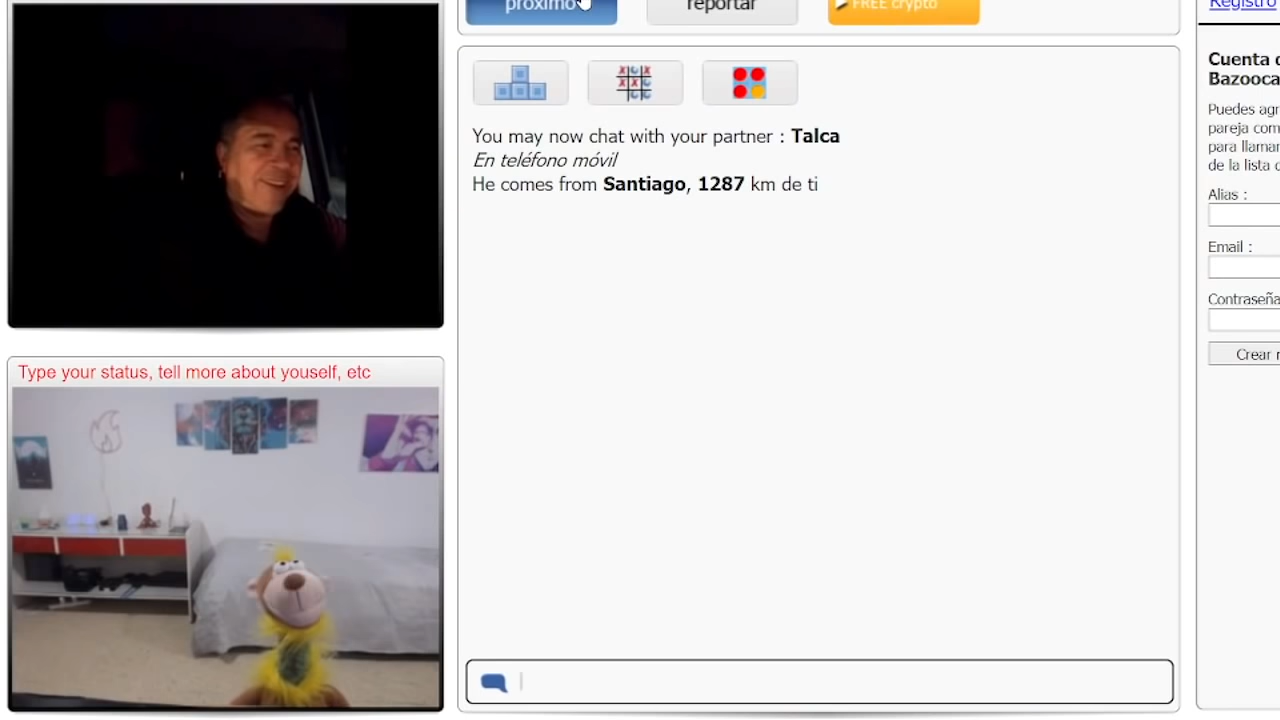 próximo
reportar
FREE crypto
Registro
You may now chat with your partner : Talca
En teléfono móvil
He comes from Santiago, 1287 km de ti
Type your status, tell more about youself, etc
Cuenta d
Bazooca
Puedes agr
pareja com
para llamar
de la lista d
Alias :
Email :
Contraseña
Crear